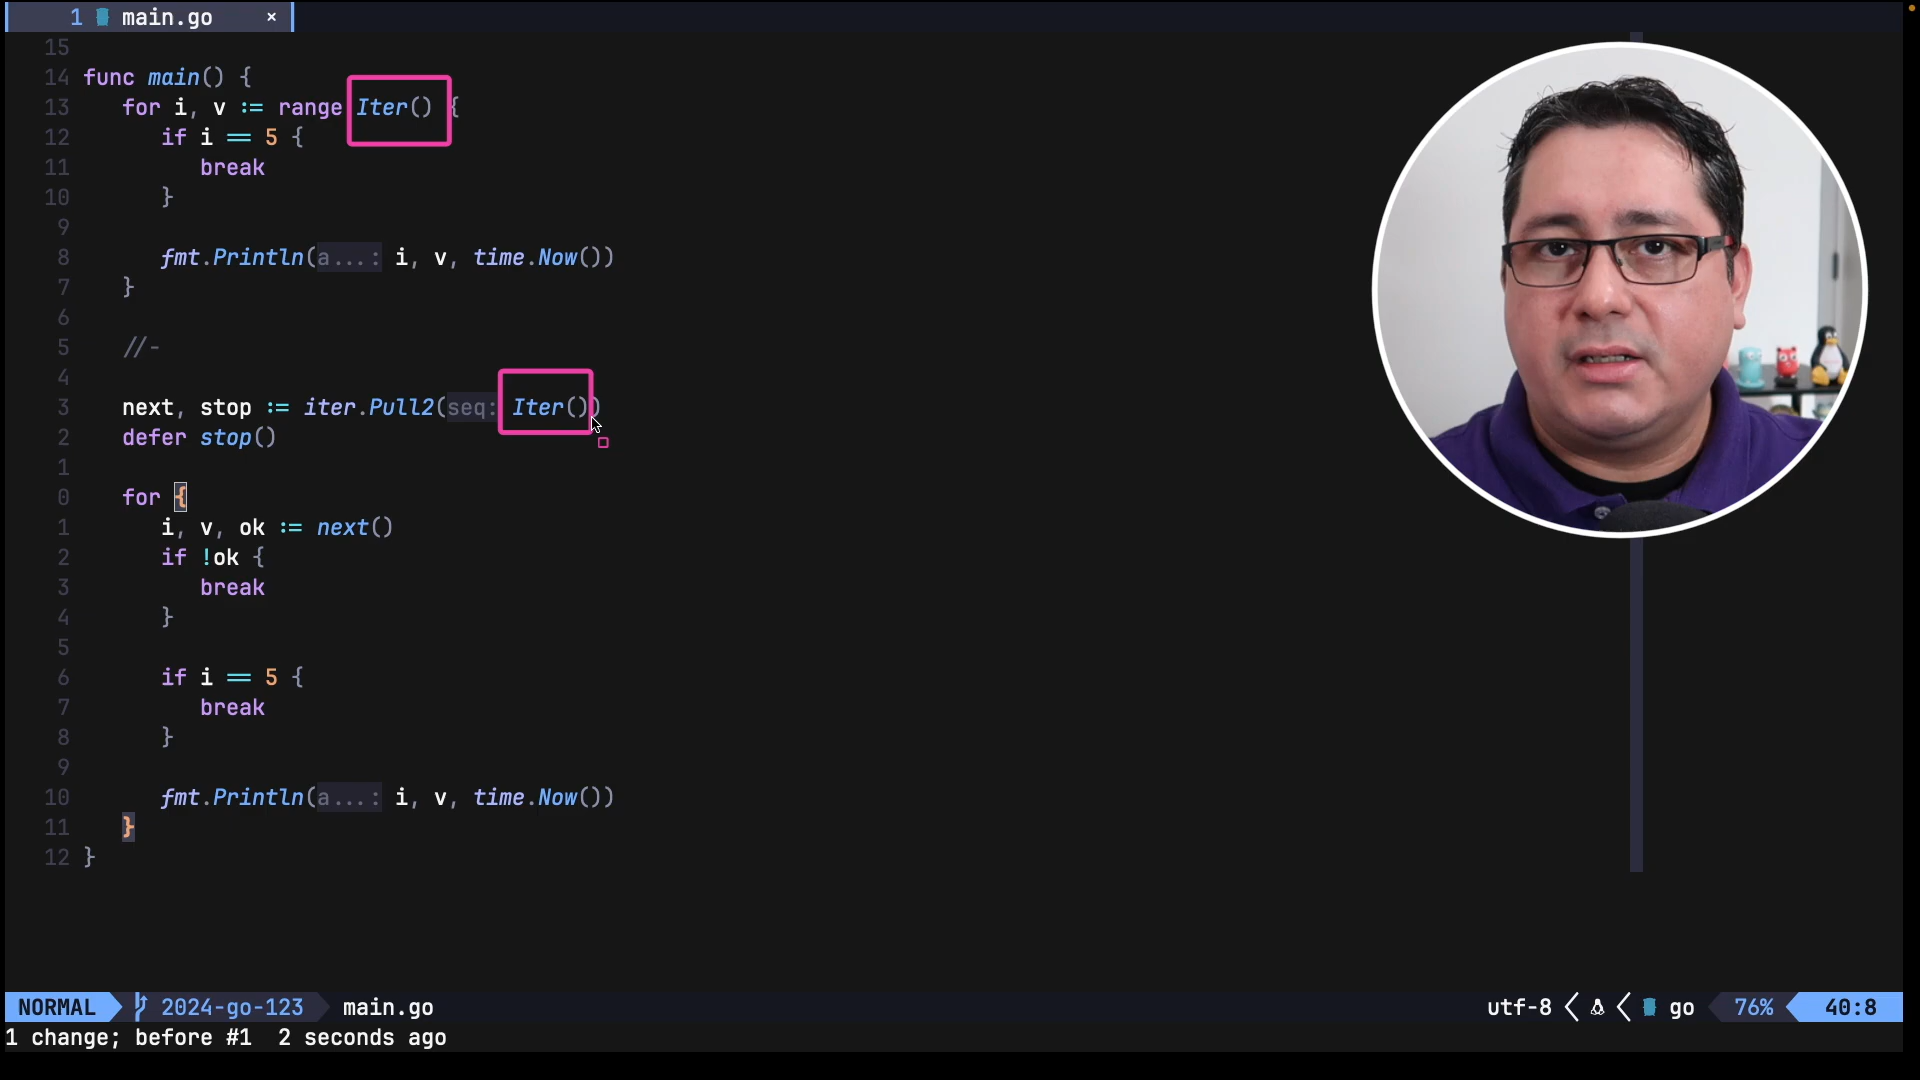 1 main.go ×
15
14 func main() {
13 for i, v := range Iter() {
12 if i == 5 {
11 break
10 }
9
8 fmt.Println(a...: i, v, time.Now())
7 }
6
5 //-
4
3 next, stop := iter.Pull2(seq: Iter())
2 defer stop()
1
0 for {
1 i, v, ok := next()
2 if !ok {
3 break
4 }
5
6 if i == 5 {
7 break
8 }
9
10 fmt.Println(a...: i, v, time.Now())
11 }
12 }
NORMAL 2024-go-123 main.go utf-8 go 76% 40:8
1 change; before #1 2 seconds ago